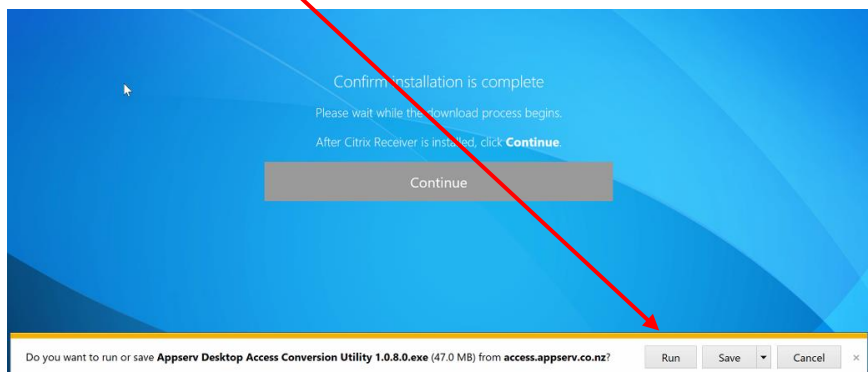 Confirm installation is complete
Please wait while the download process begins.
After Citrix Receiver is installed, click Continue.
Continue
Do you want to run or save Appserv Desktop Access Conversion Utility 1.0.8.0.exe (47.0 MB) from access.appserv.co.nz? Run Save Cancel ×